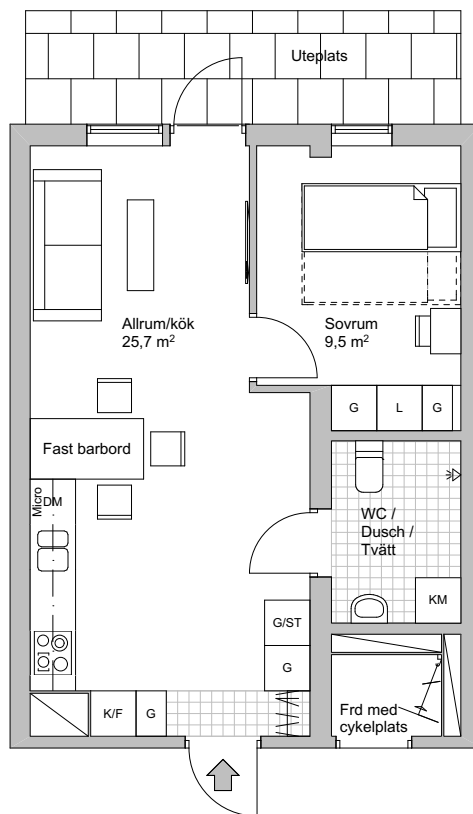 Uteplats
Allrum/kök
25,7 m²
Sovrum
9,5 m²
G
L
G
Fast barbord
Micro
DM
WC /
Dusch /
Tvätt
KM
G/ST
G
K/F
G
Frd med
cykelplats